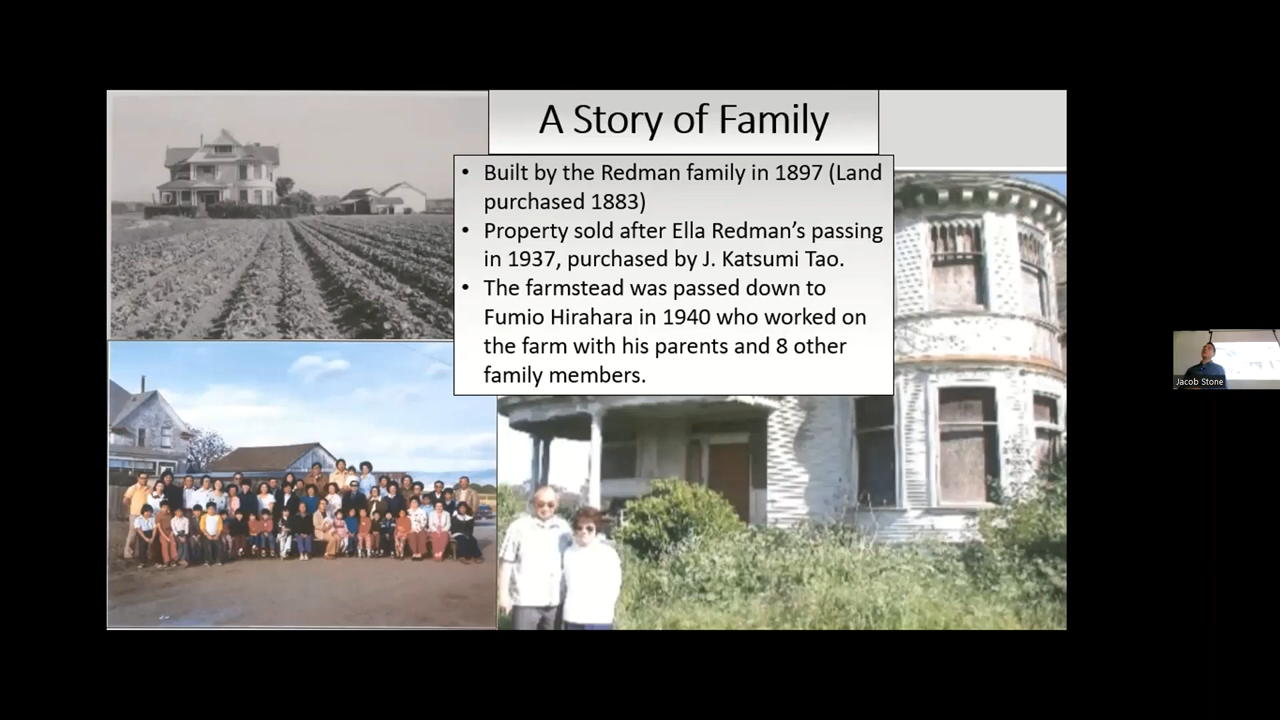 A Story of Family
• Built by the Redman family in 1897 (Land
purchased 1883)
• Property sold after Ella Redman’s passing
in 1937, purchased by J. Katsumi Tao.
• The farmstead was passed down to
Fumio Hirahara in 1940 who worked on
the farm with his parents and 8 other
family members.
Jacob Stone